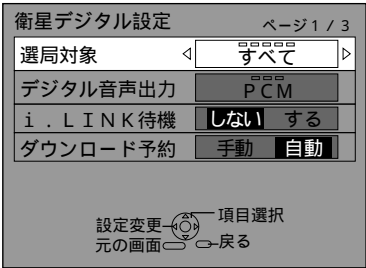 衛星デジタル設定 ページ1 / 3
選局対象 すべて
デジタル音声出力 PCM
i.LINK待機 しない する
ダウンロード予約 手動 自動
設定変更 項目選択
元の画面 戻る